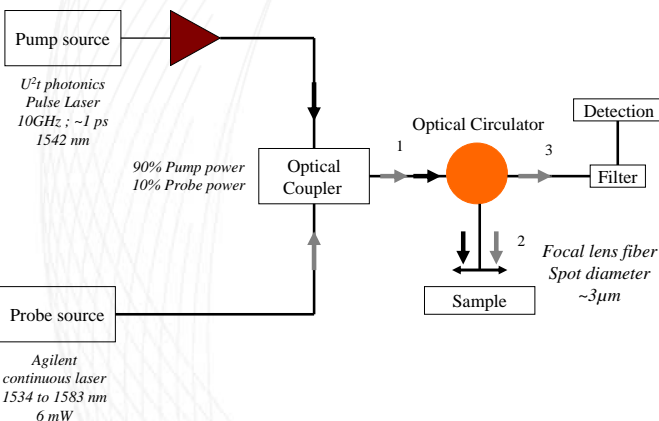 Pump source
U²t photonics
Pulse Laser
10GHz ; ~1 ps
1542 nm
90% Pump power
10% Probe power
Optical
Coupler
1
Optical Circulator
3
Detection
Filter
2
Focal lens fiber
Spot diameter
~3µm
Sample
Probe source
Agilent
continuous laser
1534 to 1583 nm
6 mW